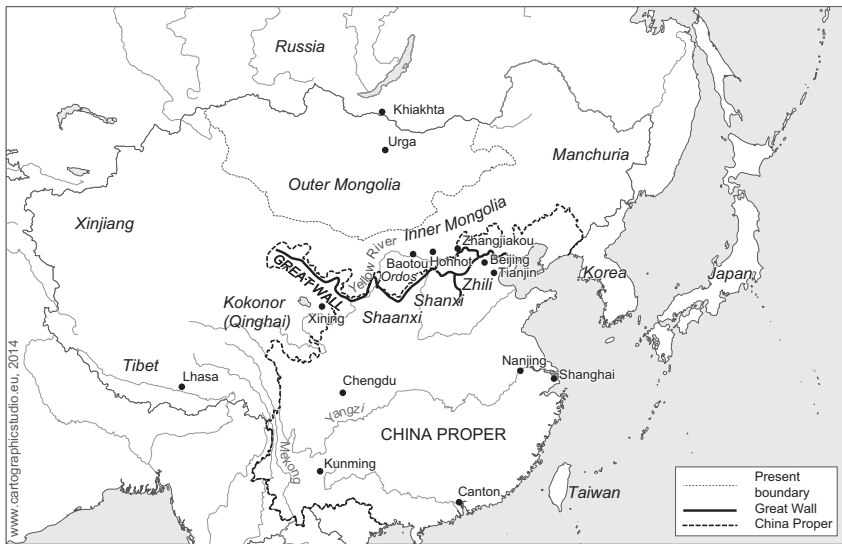 Russia
Khiakhta
Urga
Manchuria
Outer Mongolia
Xinjiang
Inner Mongolia
Zhangjiakou
Yellow River
Baotou
Hohhot
Beijing
GREAT WALL
Ordos
Tianjin
Korea
Japan
Zhili
Kokonor
(Qinghai)
Xining
Shanxi
Shaanxi
Tibet
Lhasa
Nanjing
Shanghai
Chengdu
Yangzi
CHINA PROPER
Mekong
Kunming
Canton
Taiwan
Present
boundary
Great Wall
China Proper
www.cartographicstudio.eu, 2014